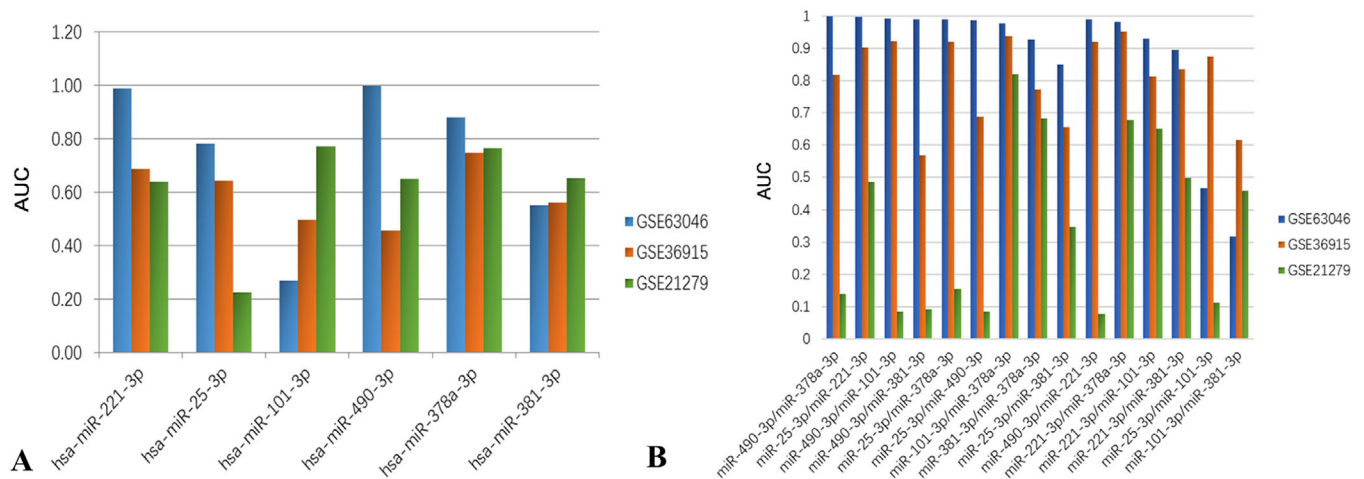 1.20
1.00
0.80
0.60
0.40
0.20
0.00
AUC
hsa-miR-221-3p
hsa-miR-25-3p
hsa-miR-101-3p
hsa-miR-490-3p
hsa-miR-378a-3p
hsa-miR-381-3p
GSE63046
GSE36915
GSE21279
A
1
0.9
0.8
0.7
0.6
0.5
0.4
0.3
0.2
0.1
0
AUC
miR-490-3p/miR-378a-3p
miR-25-3p/miR-221-3p
miR-490-3p/miR-101-3p
miR-490-3p/miR-381-3p
miR-25-3p/miR-378a-3p
miR-25-3p/miR-490-3p
miR-101-3p/miR-378a-3p
miR-381-3p/miR-378a-3p
miR-25-3p/miR-381-3p
miR-490-3p/miR-221-3p
miR-221-3p/miR-378a-3p
miR-221-3p/miR-101-3p
miR-221-3p/miR-381-3p
miR-25-3p/miR-101-3p
miR-101-3p/miR-381-3p
GSE63046
GSE36915
GSE21279
B